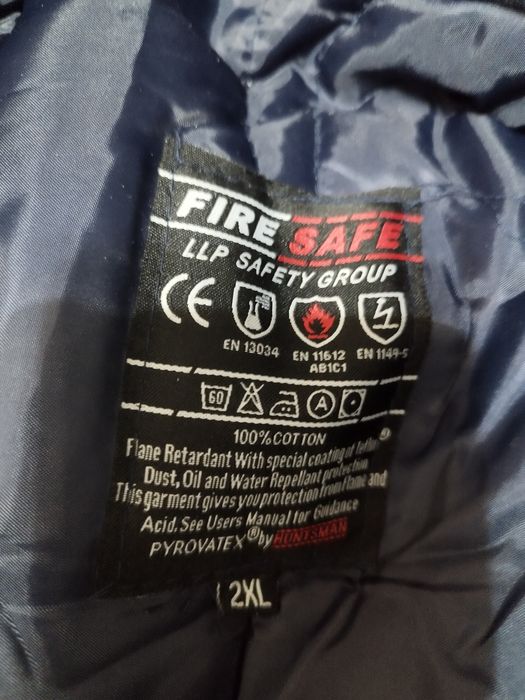 FIRE SAFE
LLP SAFETY GROUP
CE
EN 13034
EN 11612
AB1C1
EN 1149-5
60
A
100% COTTON
Flane Retardant With special coating of Teflon®
Dust, Oil and Water Repellant protection
This garment gives you protection from Flame and
Acid. See Users Manual for Guidance
PYROVATEX® by HUNTSMAN
2XL